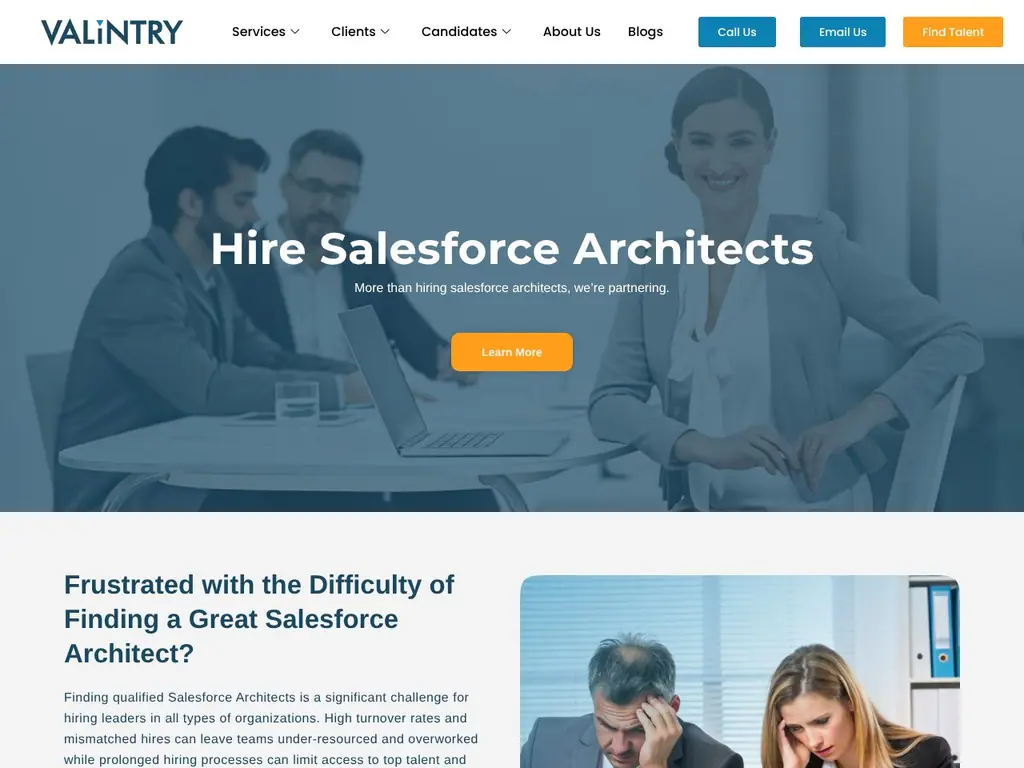 VALiNTRY
Services
Clients
Candidates
About Us
Blogs
Call Us
Email Us
Find Talent
Hire Salesforce Architects
More than hiring salesforce architects, we're partnering.
Learn More
Frustrated with the Difficulty of
Finding a Great Salesforce
Architect?
Finding qualified Salesforce Architects is a significant challenge for
hiring leaders in all types of organizations. High turnover rates and
mismatched hires can leave teams under-resourced and overworked
while prolonged hiring processes can limit access to top talent and